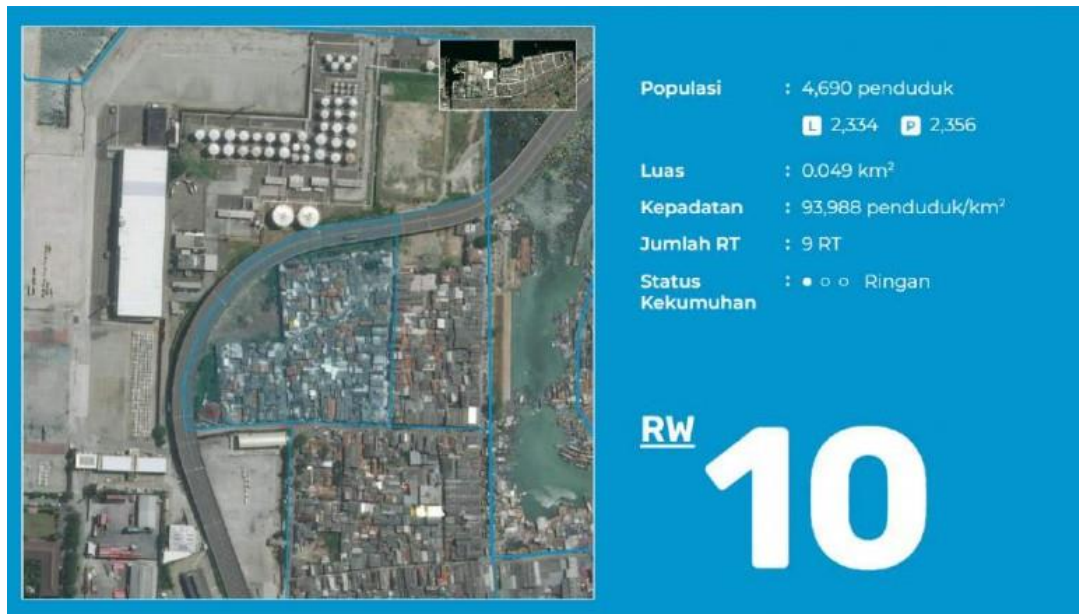 Populasi : 4,690 penduduk
L 2,334 P 2,356
Luas : 0.049 km²
Kepadatan : 93,988 penduduk/km²
Jumlah RT : 9 RT
Status Kekumuhan : ● ○ ○ Ringan
RW 10